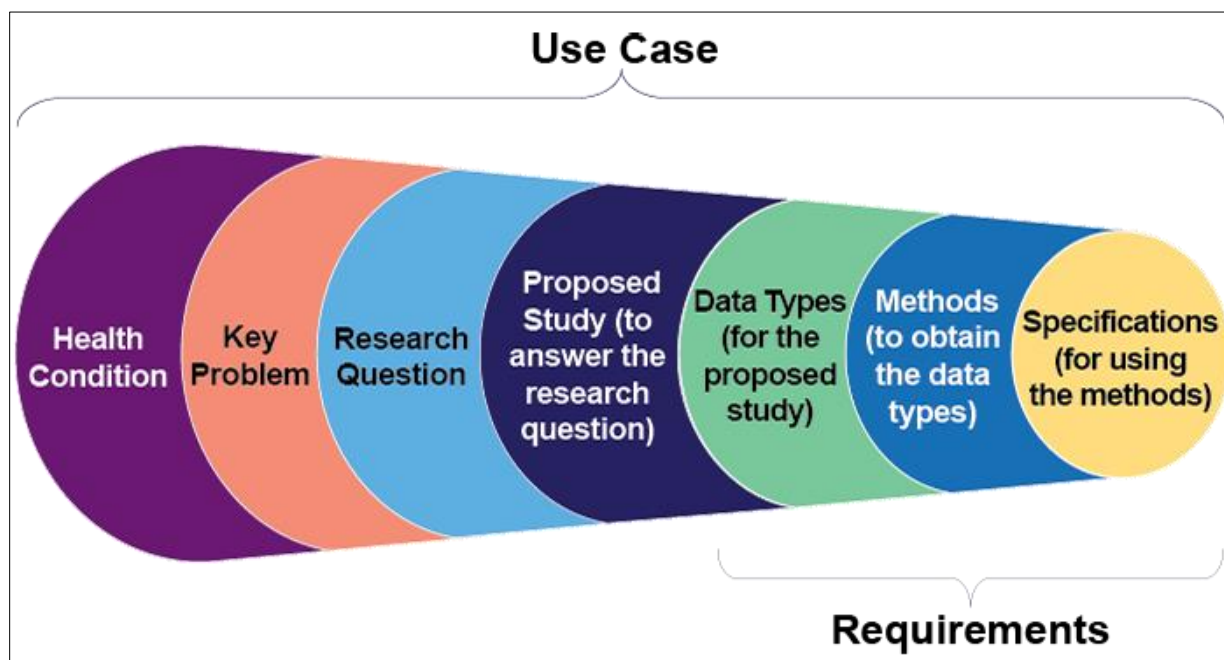 Use Case
Health
Condition
Key
Problem
Research
Question
Proposed
Study (to
answer the
research
question)
Data Types
(for the
proposed
study)
Methods
(to obtain
the data
types)
Specifications
(for using
the methods)
Requirements